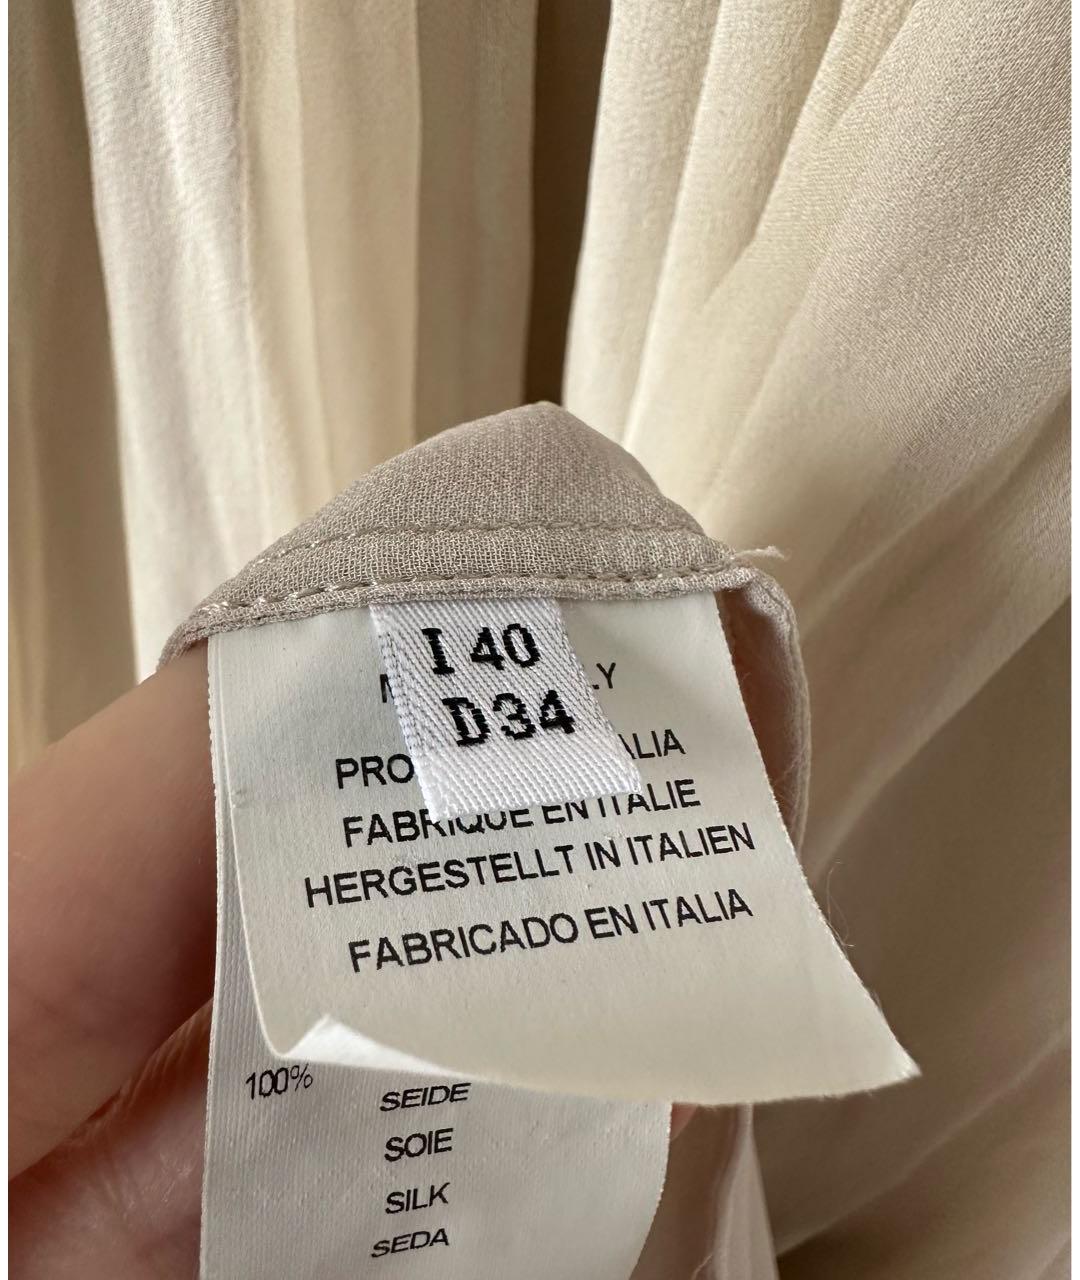 I 40
D34
FABRIQUE EN ITALIE
HERGESTELLT IN ITALIEN
FABRICADO EN ITALIA
100%
SEIDE
SOIE
SILK
SEDA